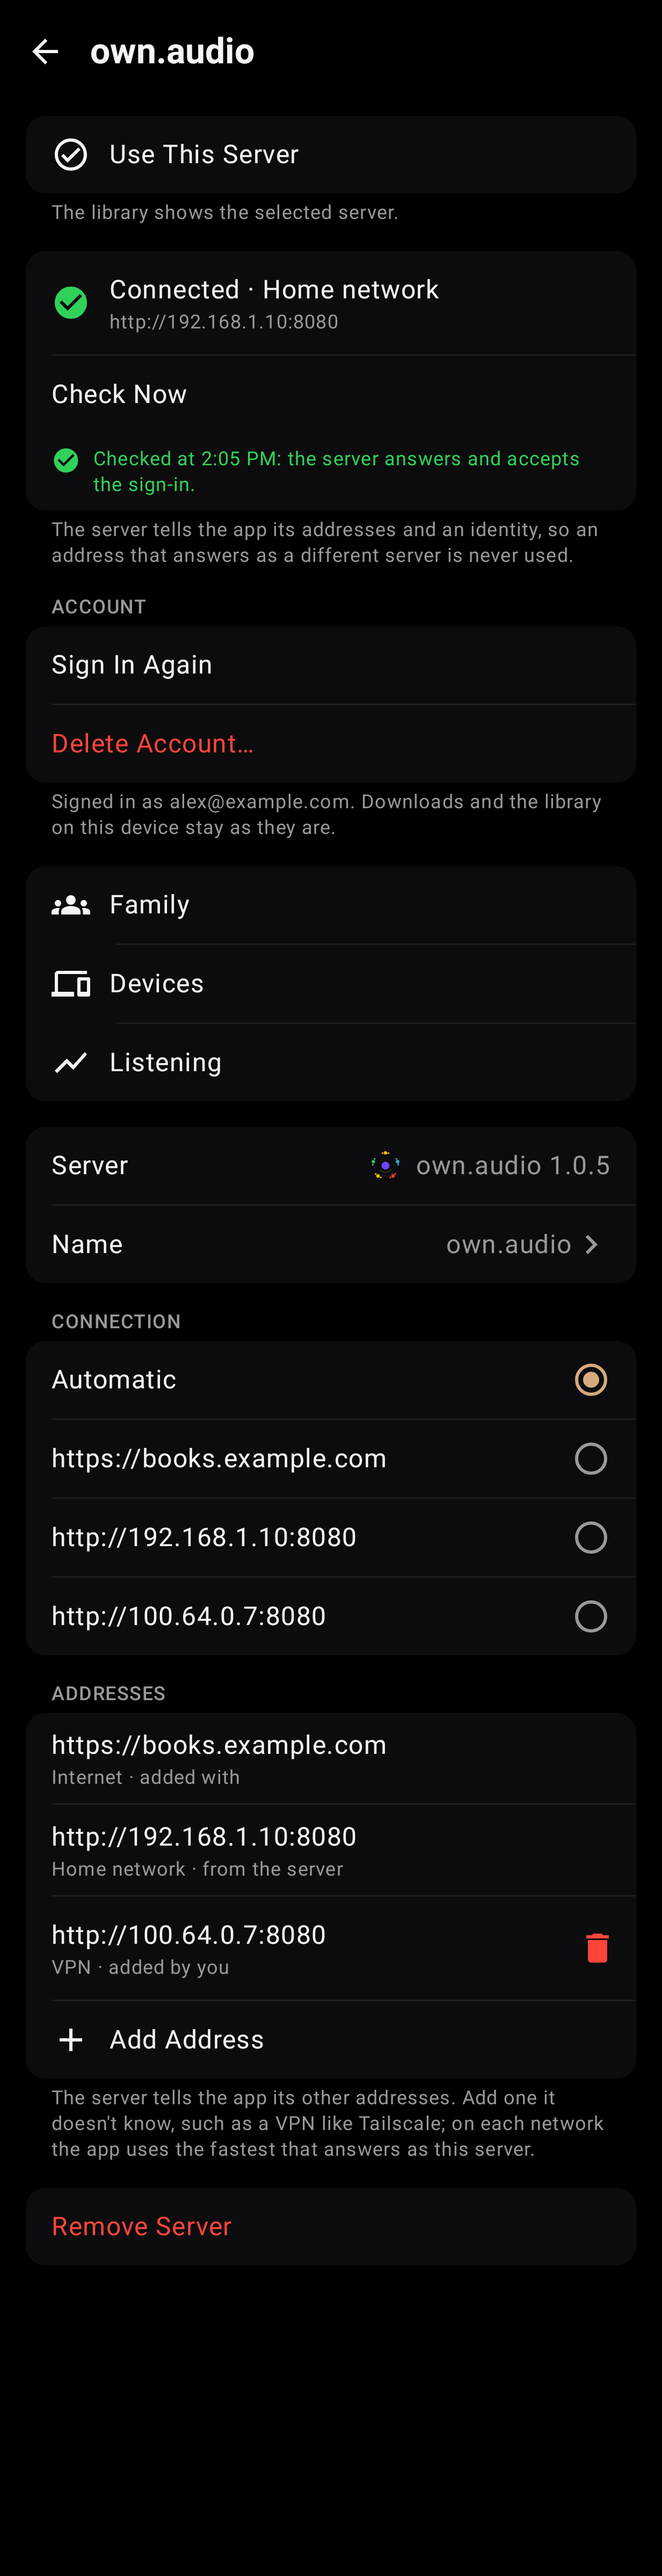 own.audio
Use This Server
The library shows the selected server.
Connected · Home network
http://192.168.1.10:8080
Check Now
Checked at 2:05 PM: the server answers and accepts
the sign-in.
The server tells the app its addresses and an identity, so an
address that answers as a different server is never used.
ACCOUNT
Sign In Again
Delete Account…
Signed in as alex@example.com. Downloads and the library
on this device stay as they are.
Family
Devices
Listening
Server own.audio 1.0.5
Name own.audio
CONNECTION
Automatic
https://books.example.com
http://192.168.1.10:8080
http://100.64.0.7:8080
ADDRESSES
https://books.example.com
Internet · added with
http://192.168.1.10:8080
Home network · from the server
http://100.64.0.7:8080
VPN · added by you
Add Address
The server tells the app its other addresses. Add one it
doesn't know, such as a VPN like Tailscale; on each network
the app uses the fastest that answers as this server.
Remove Server